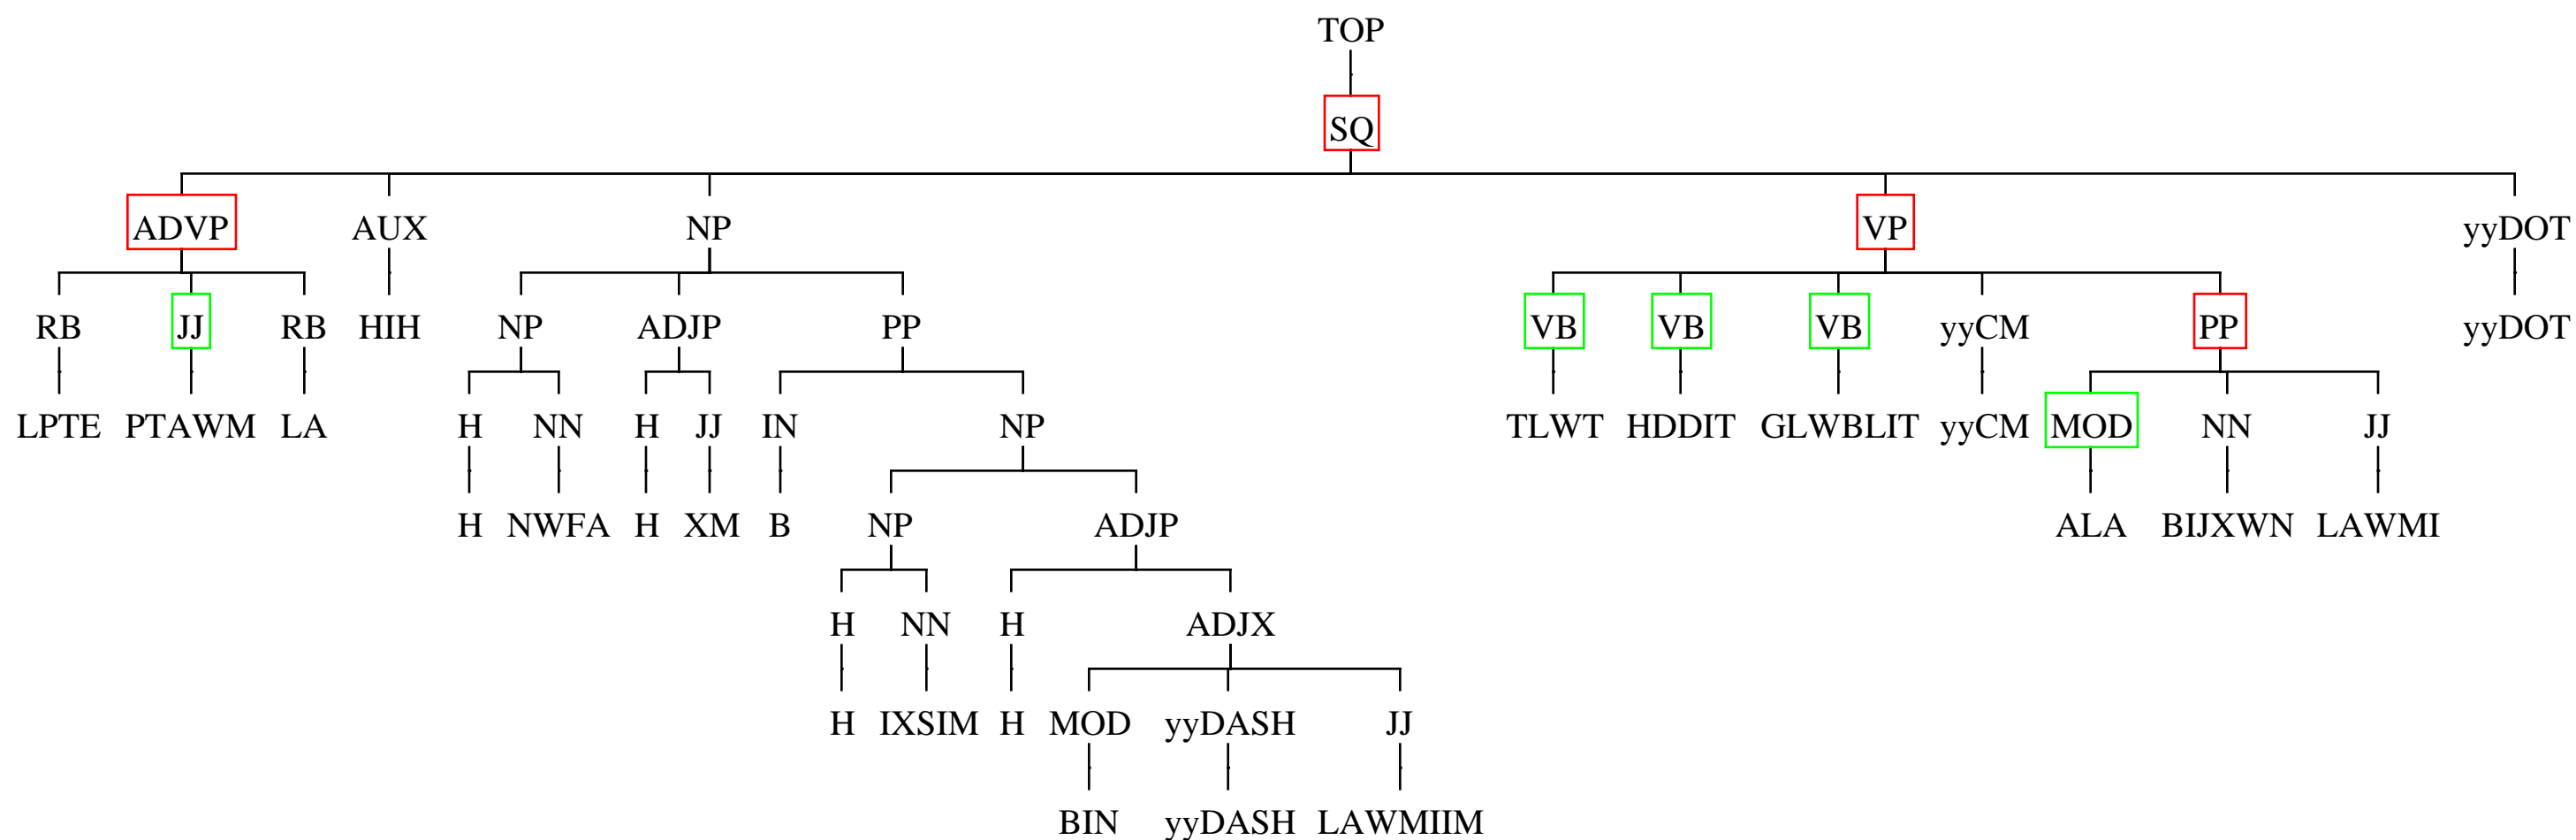 TOP
SQ
ADVP AUX NP VP yyDOT
RB JJ RB HIH NP ADJP PP VB VB VB yyCM PP yyDOT
LPTE PTAWM LA H NN H JJ IN NP TLWT HDDIT GLWBLIT yyCM MOD NN JJ
H NWFA H XM B NP ADJP ALA BIJXWN LAWMI
H NN H ADJX
H IXSIM H MOD yyDASH JJ
BIN yyDASH LAWMIIM